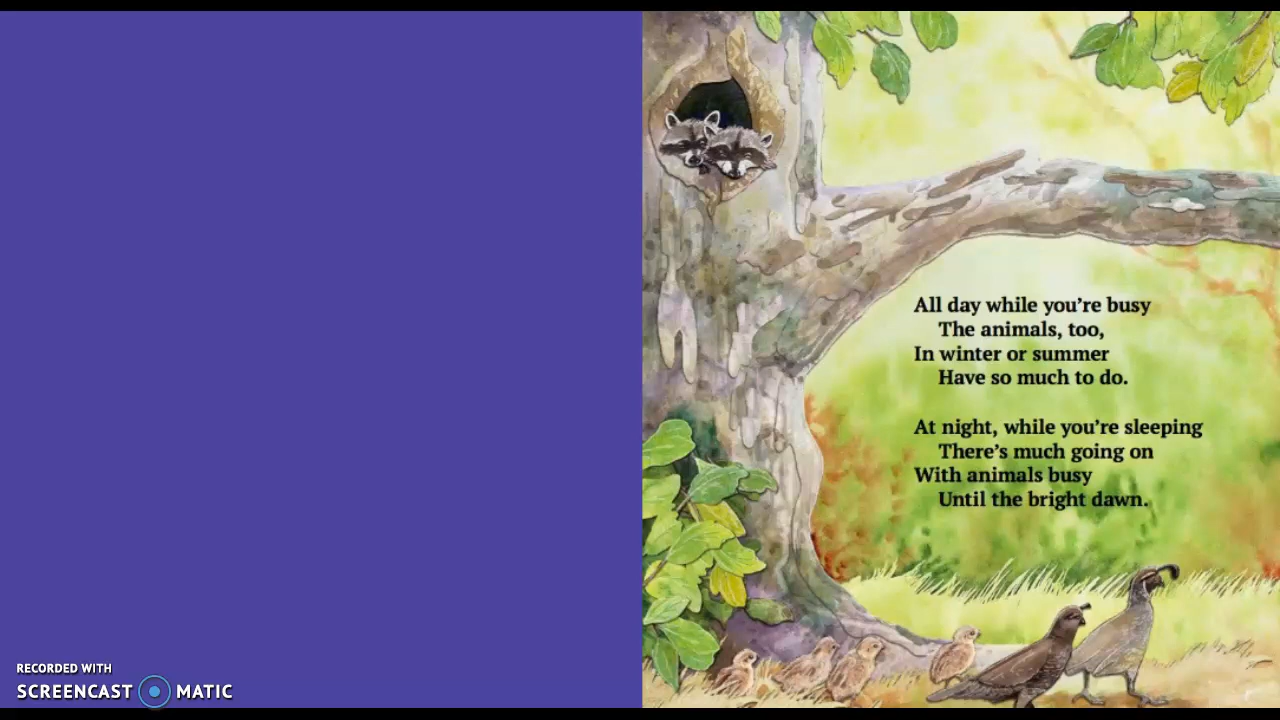 All day while you're busy
The animals, too,
In winter or summer
Have so much to do.
At night, while you're sleeping
There's much going on
With animals busy
Until the bright dawn.
RECORDED WITH
SCREENCAST MATIC